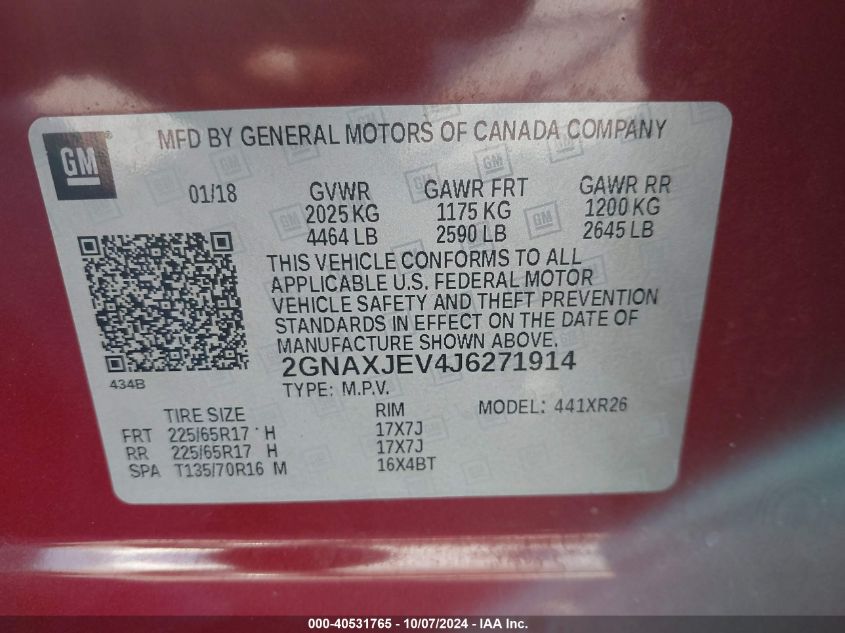 GM
MFD BY GENERAL MOTORS OF CANADA COMPANY
01/18 GVWR GAWR FRT GAWR RR
2025 KG 1175 KG 1200 KG
4464 LB 2590 LB 2645 LB
THIS VEHICLE CONFORMS TO ALL
APPLICABLE U.S. FEDERAL MOTOR
VEHICLE SAFETY AND THEFT PREVENTION
STANDARDS IN EFFECT ON THE DATE OF
MANUFACTURE SHOWN ABOVE.
2GNAXJEV4J6271914
434B
TYPE: M.P.V.
TIRE SIZE RIM MODEL: 441XR26
FRT 225/65R17 H 17X7J
RR 225/65R17 H 17X7J
SPA T135/70R16 M 16X4BT
000-40531765 - 10/07/2024 - IAA Inc.